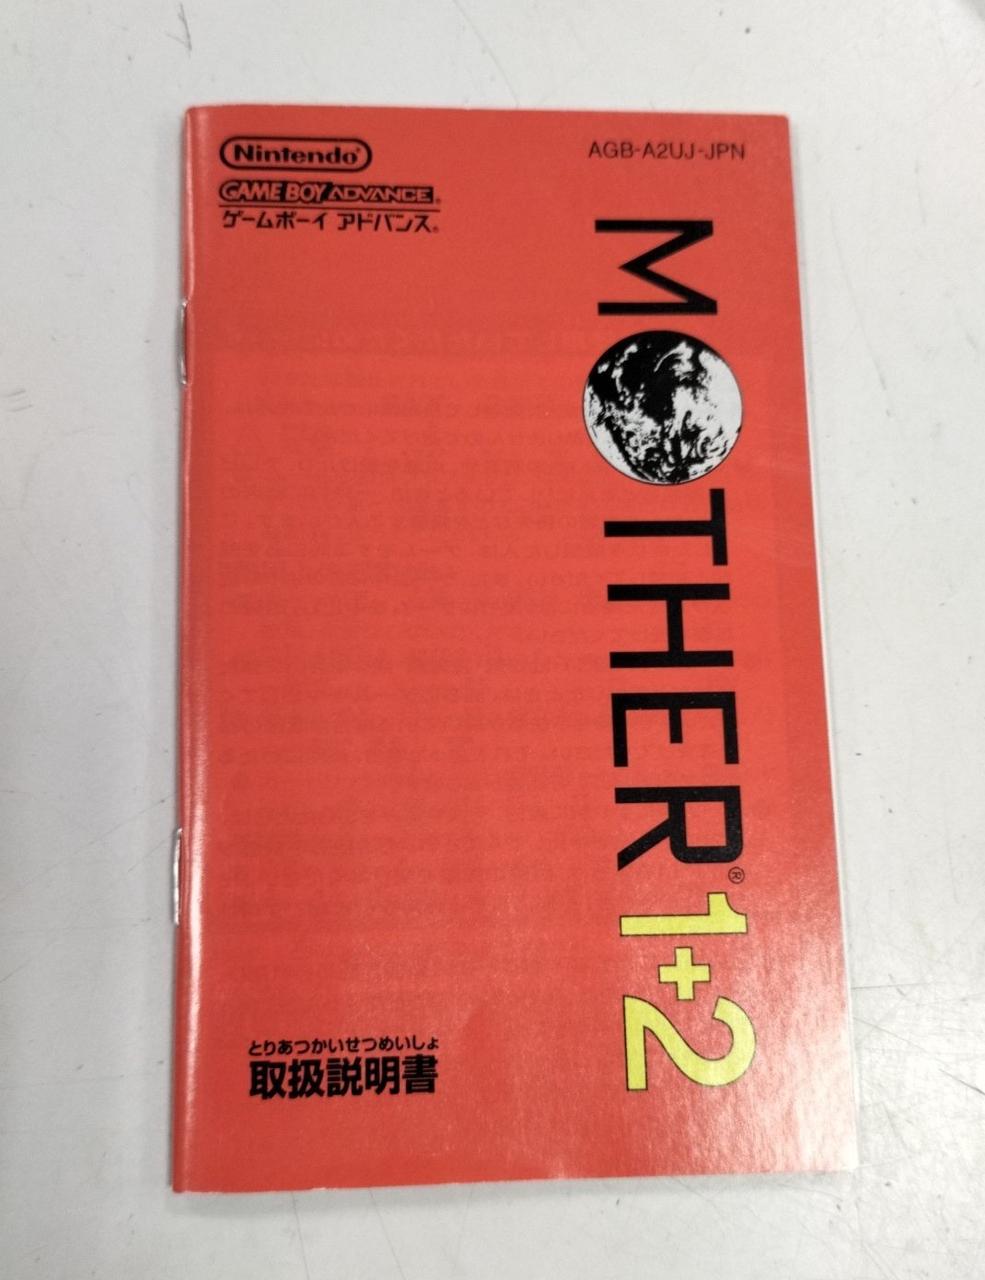 Nintendo®
GAME BOY ADVANCE®
ゲームボーイ アドバンス®
AGB-A2UJ-JPN
MOTHER® 1+2
とりあつかいせつめいしょ
取扱説明書